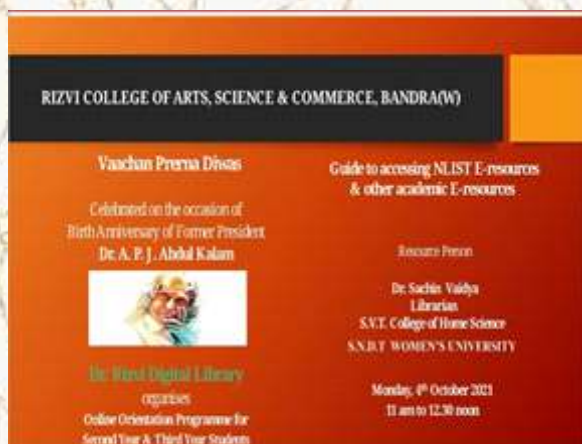 RIZVI COLLEGE OF ARTS, SCIENCE & COMMERCE, BANDRA(W)
Vaachan Prerna Diwas
Celebrated on the occasion of
Birth Anniversary of Former President
Dr. A. P. J. Abdul Kalam
Dr. Rizvi Digital Library
organises
Online Orientation Programme for
Second Year & Third Year Students
Guide to accessing NLIST E-resources
& other academic E-resources
Resource Person
Dr. Sachin Vaidya
Librarian
S.V.T. College of Home Science
S.N.D.T WOMEN'S UNIVERSITY
Monday, 4th October 2021
11 am to 12.30 noon